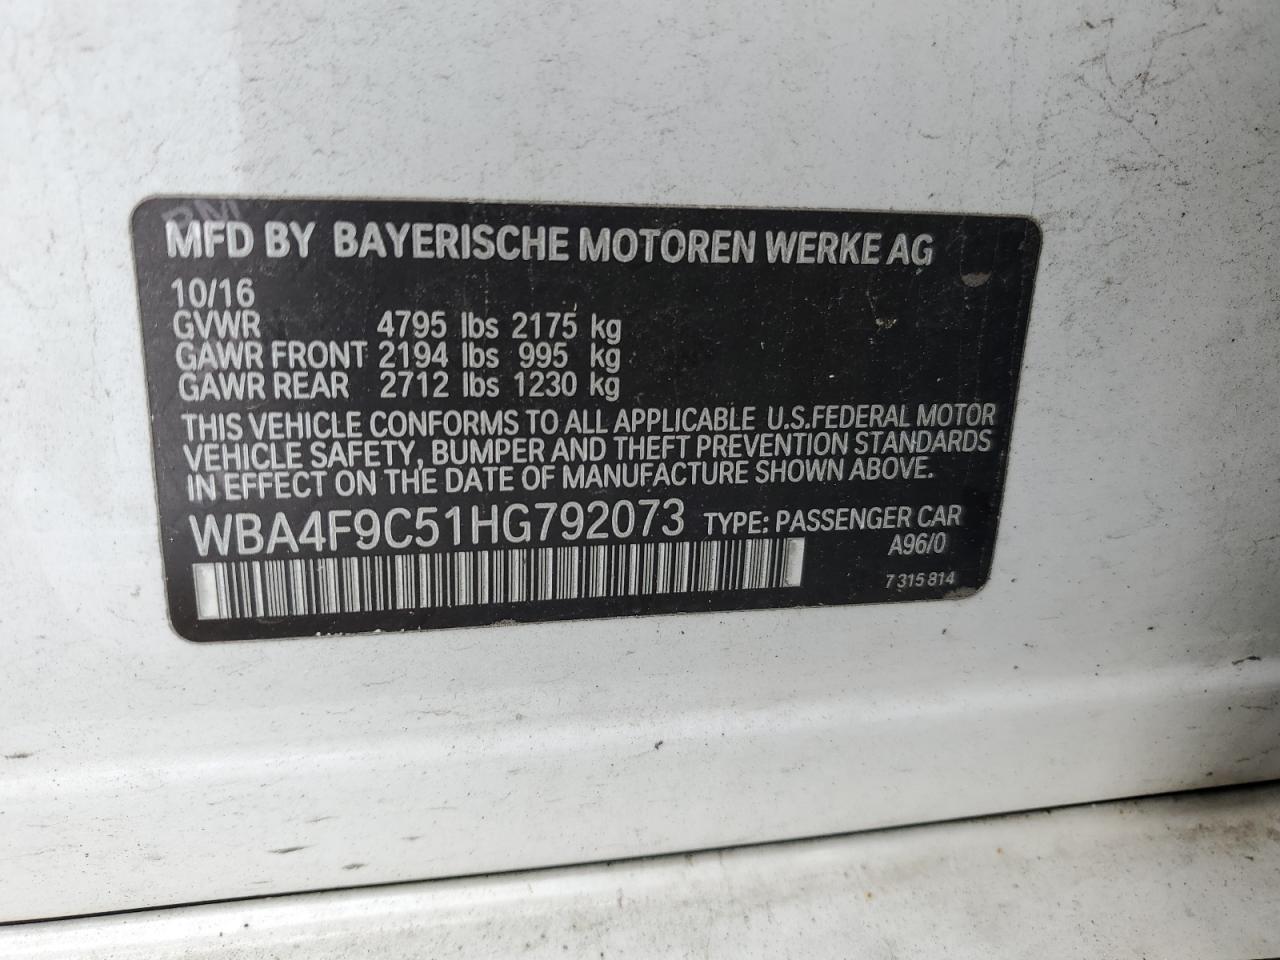 MFD BY BAYERISCHE MOTOREN WERKE AG
10/16
GVWR 4795 lbs 2175 kg
GAWR FRONT 2194 lbs 995 kg
GAWR REAR 2712 lbs 1230 kg
THIS VEHICLE CONFORMS TO ALL APPLICABLE U.S.FEDERAL MOTOR
VEHICLE SAFETY, BUMPER AND THEFT PREVENTION STANDARDS
IN EFFECT ON THE DATE OF MANUFACTURE SHOWN ABOVE.
WBA4F9C51HG792073 TYPE: PASSENGER CAR
A96/0
7 315 814